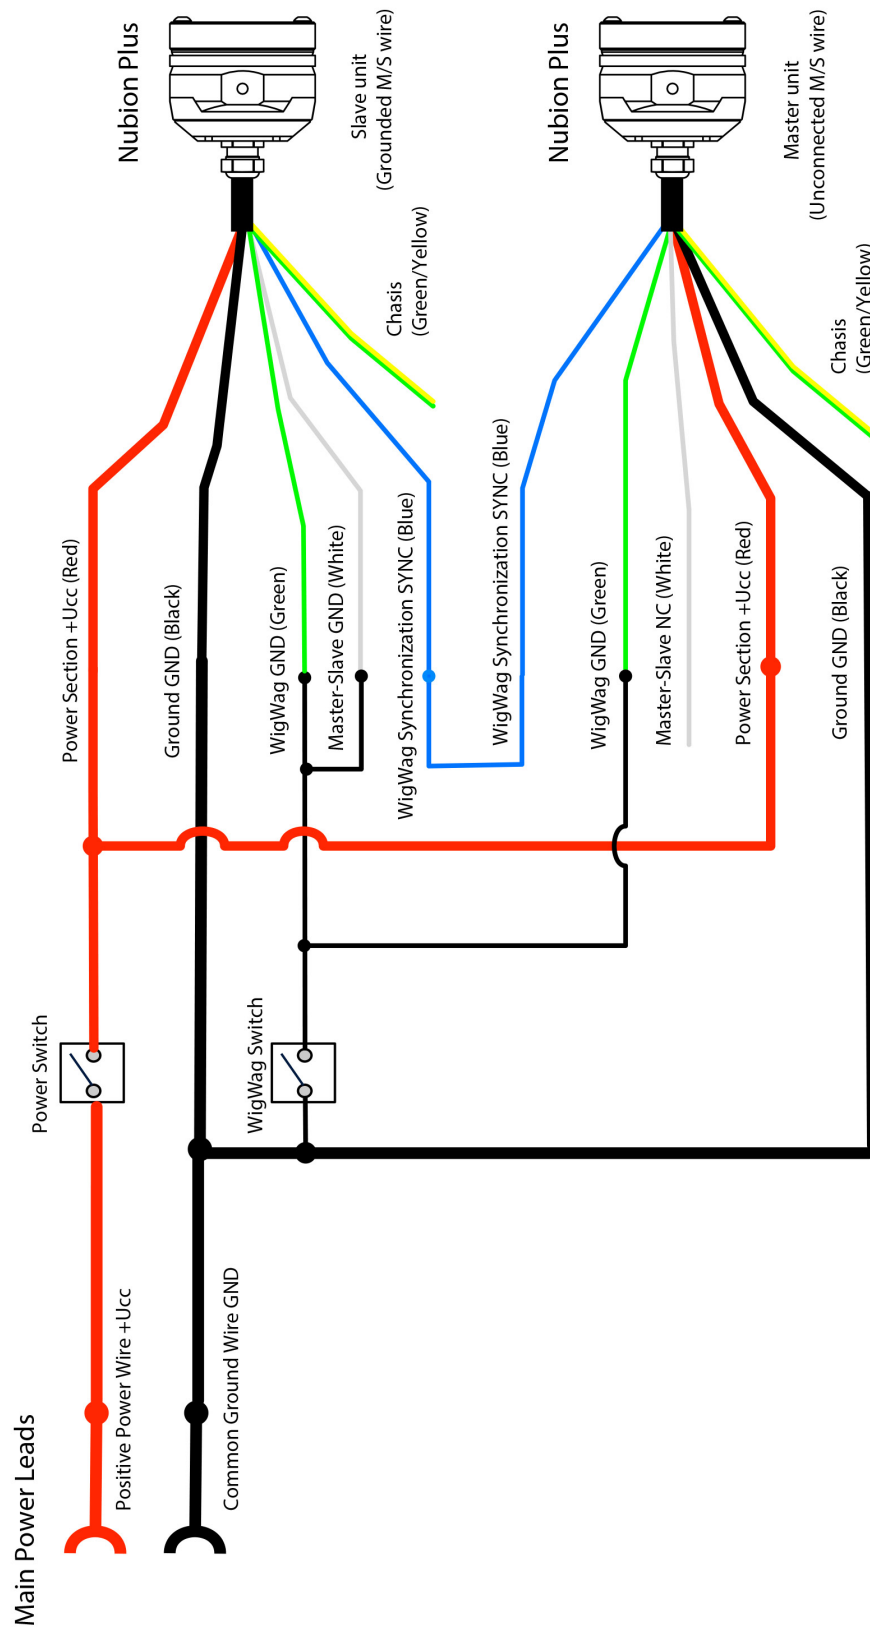 Nubion Plus
Slave unit
(Grounded M/S wire)
Chasis
(Green/Yellow)
Nubion Plus
Master unit
(Unconnected M/S wire)
Chasis
(Green/Yellow)
Power Section +Ucc (Red)
Ground GND (Black)
WigWag GND (Green)
Master-Slave GND (White)
WigWag Synchronization SYNC (Blue)
WigWag Synchronization SYNC (Blue)
WigWag GND (Green)
Master-Slave NC (White)
Power Section +Ucc (Red)
Ground GND (Black)
Power Switch
WigWag Switch
Main Power Leads
Positive Power Wire +Ucc
Common Ground Wire GND